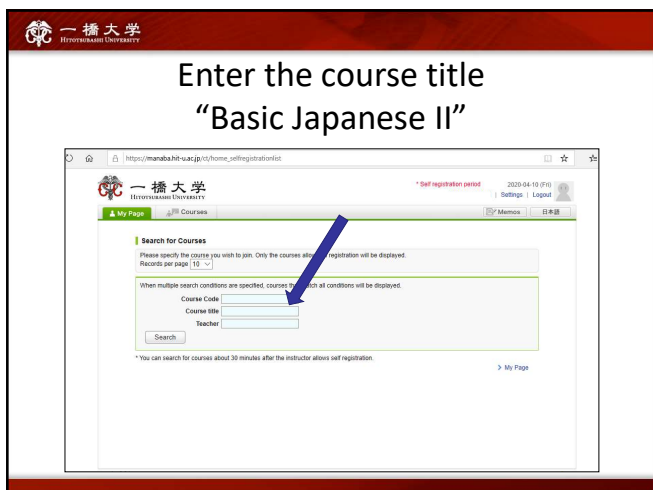 一橋大学
HITOTSUBASHI UNIVERSITY
Enter the course title
“Basic Japanese II”
https://manaba.hit-u.ac.jp/ct/home_selfregistrationlist
一橋大学
HITOTSUBASHI UNIVERSITY
* Self registration period
2020-04-10 (Fri)
| Settings | Logout
My Page
Courses
Memos
日本語
Search for Courses
Please specify the course you wish to join. Only the courses allo registration will be displayed.
Records per page 10
When multiple search conditions are specified, courses th tch all conditions will be displayed.
Course Code
Course title
Teacher
Search
* You can search for courses about 30 minutes after the instructor allows self registration.
My Page